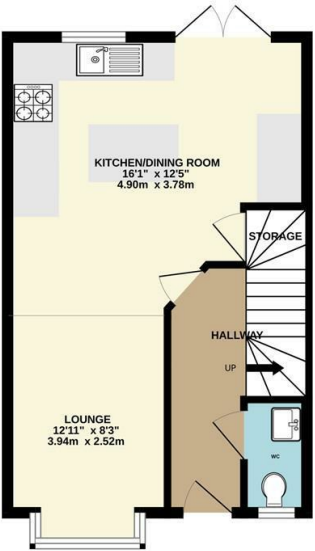 KITCHEN/DINING ROOM
16'1" x 12'5"
4.90m x 3.78m
STORAGE
HALLWAY
UP
LOUNGE
12'11" x 8'3"
3.94m x 2.52m
WC